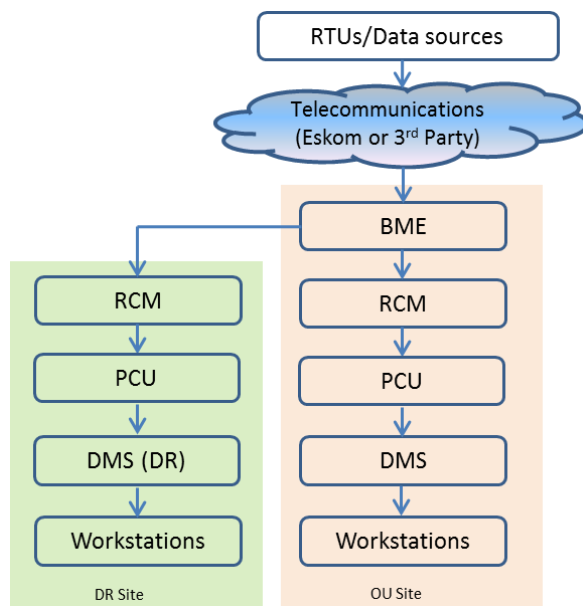 RTUs/Data sources
Telecommunications
(Eskom or 3rd Party)
BME
RCM
RCM
PCU
PCU
DMS (DR)
DMS
Workstations
Workstations
DR Site
OU Site